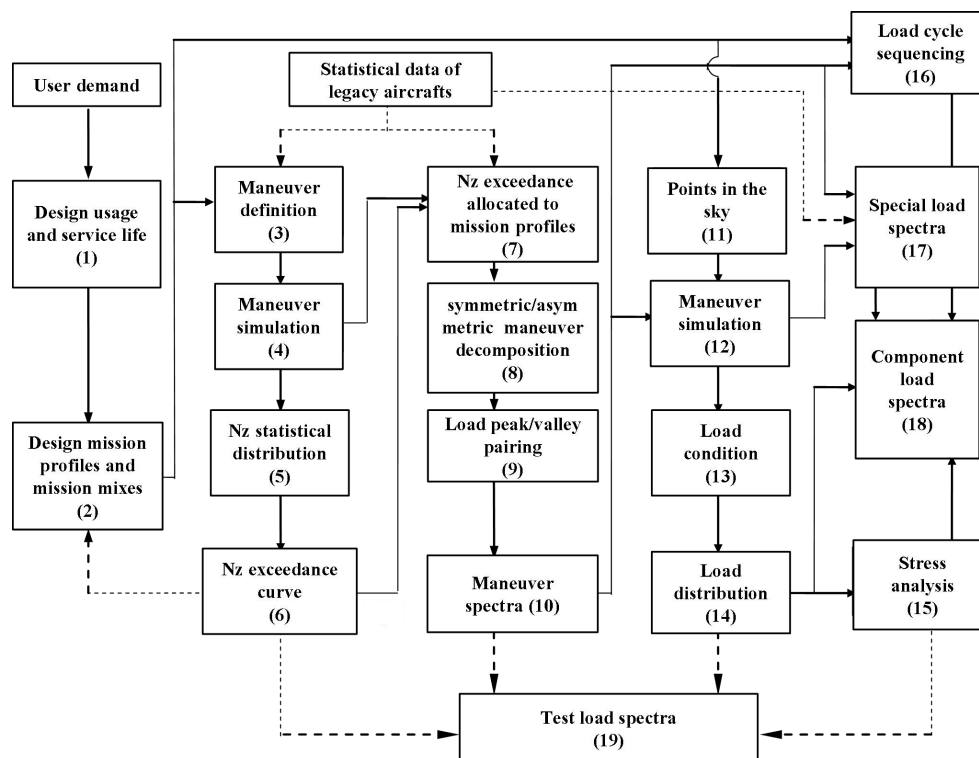 User demand
Design usage
and service life
(1)
Design mission
profiles and
mission mixes
(2)
Statistical data of
legacy aircrafts
Maneuver
definition
(3)
Maneuver
simulation
(4)
Nz statistical
distribution
(5)
Nz exceedance
curve
(6)
Nz exceedance
allocated to
mission profiles
(7)
symmetric/asym
metric maneuver
decomposition
(8)
Load peak/valley
pairing
(9)
Maneuver
spectra (10)
Points in the
sky
(11)
Maneuver
simulation
(12)
Load
condition
(13)
Load
distribution
(14)
Load cycle
sequencing
(16)
Special load
spectra
(17)
Component
load
spectra
(18)
Stress
analysis
(15)
Test load spectra
(19)